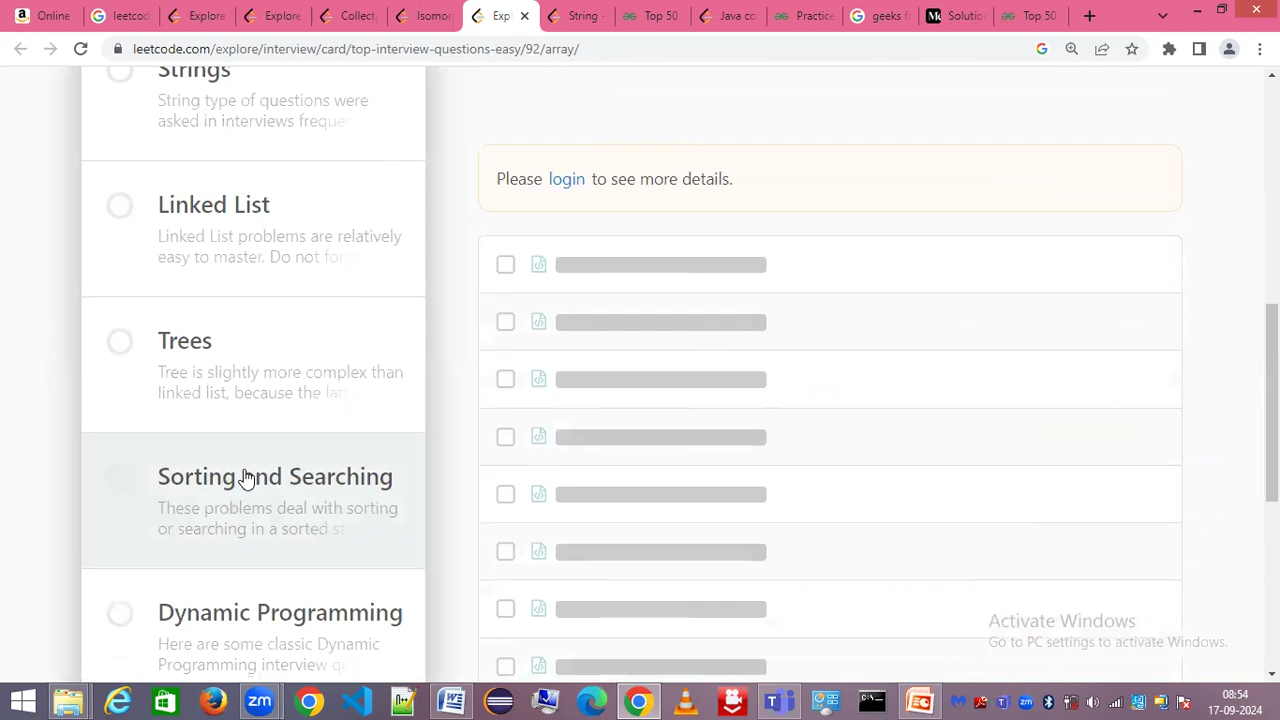 Online
leetcod
Explore
Explore
Collect
Isomor
Exp
String -
Top 50
Java co
Practice
geeks f
Solutio
Top 50
leetcode.com/explore/interview/card/top-interview-questions-easy/92/array/
Strings
String type of questions were
asked in interviews freque
Please login to see more details.
Linked List
Linked List problems are relatively
easy to master. Do not for
Trees
Tree is slightly more complex than
linked list, because the la
Sorting and Searching
These problems deal with sorting
or searching in a sorted st
Dynamic Programming
Here are some classic Dynamic
Programming interview qu
Activate Windows
Go to PC settings to activate Windows.
08:54
17-09-2024